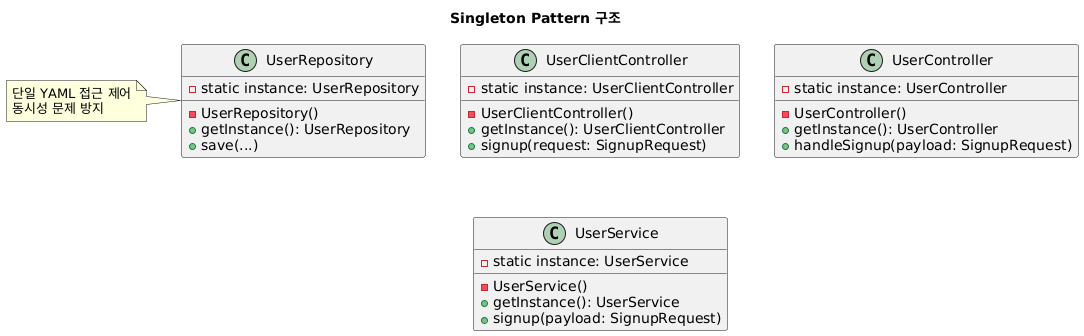 Singleton Pattern 구조
단일 YAML 접근 제어
동시성 문제 방지
C UserRepository
static instance: UserRepository
UserRepository()
getInstance(): UserRepository
save(...)
C UserClientController
static instance: UserClientController
UserClientController()
getInstance(): UserClientController
signup(request: SignupRequest)
C UserController
static instance: UserController
UserController()
getInstance(): UserController
handleSignup(payload: SignupRequest)
C UserService
static instance: UserService
UserService()
getInstance(): UserService
signup(payload: SignupRequest)